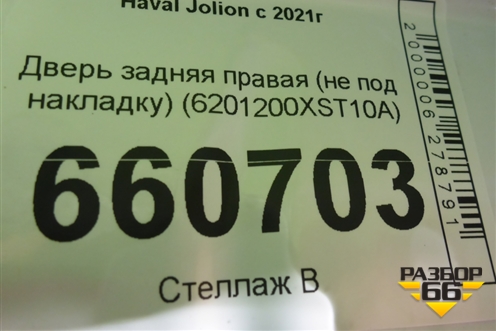 Haval Jolion с 2021г
Дверь задняя правая (не под
накладку) (6201200XST10A)
660703
Стеллаж В
2000006278791
РАЗБОР
66